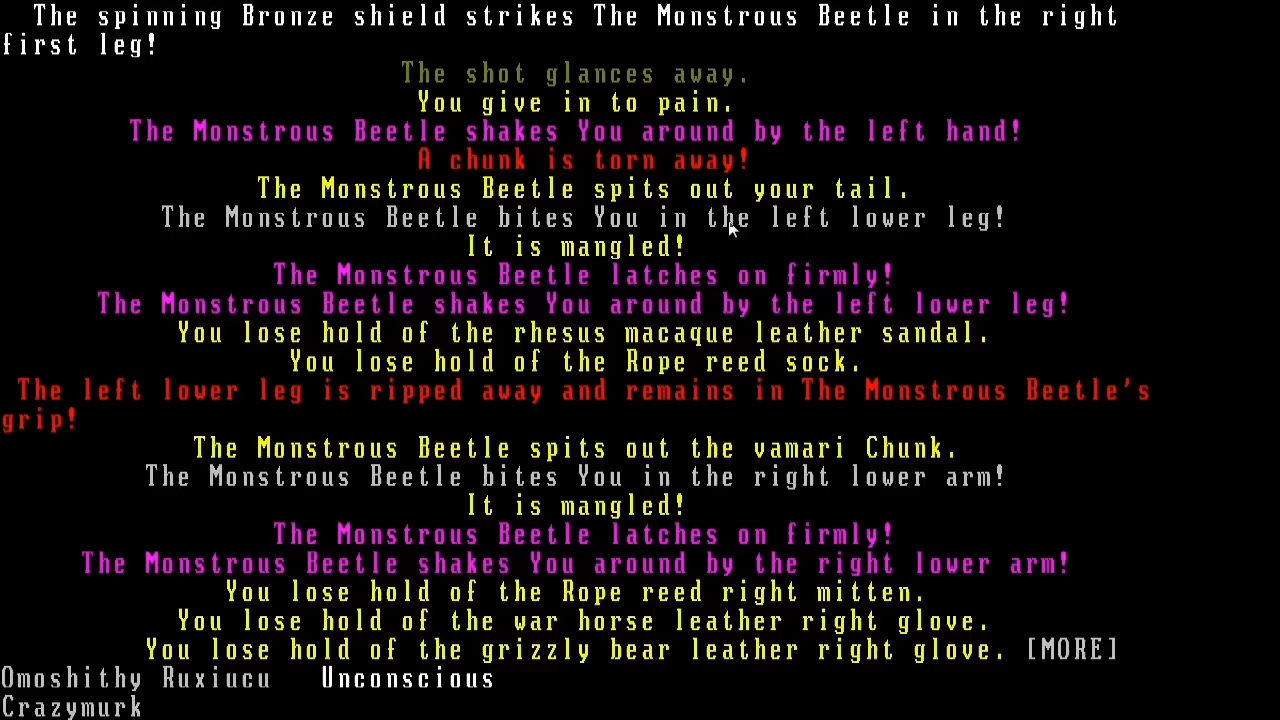 The spinning Bronze shield strikes The Monstrous Beetle in the right
first leg!
The shot glances away.
You give in to pain.
The Monstrous Beetle shakes You around by the left hand!
A chunk is torn away!
The Monstrous Beetle spits out your tail.
The Monstrous Beetle bites You in the left lower leg!
It is mangled!
The Monstrous Beetle latches on firmly!
The Monstrous Beetle shakes You around by the left lower leg!
You lose hold of the rhesus macaque leather sandal.
You lose hold of the Rope reed sock.
The left lower leg is ripped away and remains in The Monstrous Beetle's
grip!
The Monstrous Beetle spits out the vamari Chunk.
The Monstrous Beetle bites You in the right lower arm!
It is mangled!
The Monstrous Beetle latches on firmly!
The Monstrous Beetle shakes You around by the right lower arm!
You lose hold of the Rope reed right mitten.
You lose hold of the war horse leather right glove.
You lose hold of the grizzly bear leather right glove. [MORE]
Omoshithy Ruxiucu Unconscious
Crazymurk